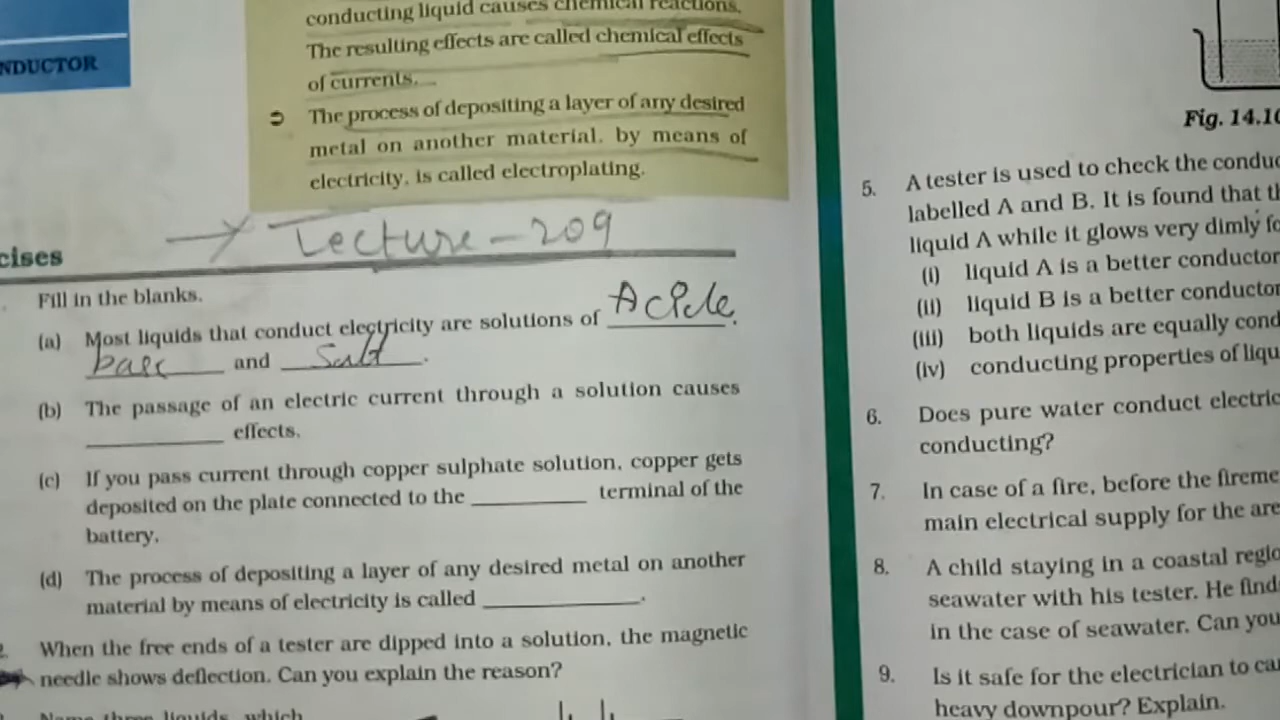 conducting liquid causes chemical reactions.
The resulting effects are called chemical effects
of currents.
NDUCTOR
➲ The process of depositing a layer of any desired
metal on another material, by means of
electricity, is called electroplating.
→ Lecture-209
cises
Fill in the blanks.
(a) Most liquids that conduct electricity are solutions of Acide,
base and Salt.
(b) The passage of an electric current through a solution causes
____________ effects.
(c) If you pass current through copper sulphate solution, copper gets
deposited on the plate connected to the __________ terminal of the
battery.
(d) The process of depositing a layer of any desired metal on another
material by means of electricity is called ____________.
When the free ends of a tester are dipped into a solution, the magnetic
needle shows deflection. Can you explain the reason?
Name three liquids, which
Fig. 14.10
5. A tester is used to check the conduc
labelled A and B. It is found that th
liquid A while it glows very dimly fo
(i) liquid A is a better conductor
(ii) liquid B is a better conductor
(iii) both liquids are equally cond
(iv) conducting properties of liqu
6. Does pure water conduct electric
conducting?
7. In case of a fire, before the fireme
main electrical supply for the are
8. A child staying in a coastal regio
seawater with his tester. He find
in the case of seawater. Can you
9. Is it safe for the electrician to ca
heavy downpour? Explain.